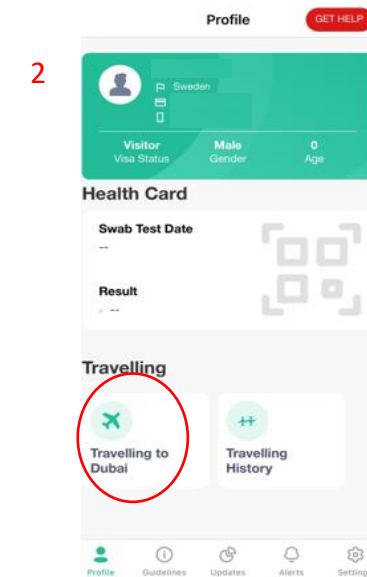 Profile
GET HELP
2
Sweden
Visitor
Male
0
Visa Status
Gender
Age
Health Card
Swab Test Date
--
Result
--
Travelling
Travelling to
Dubai
Travelling
History
Profile
Guidelines
Updates
Alerts
Setting